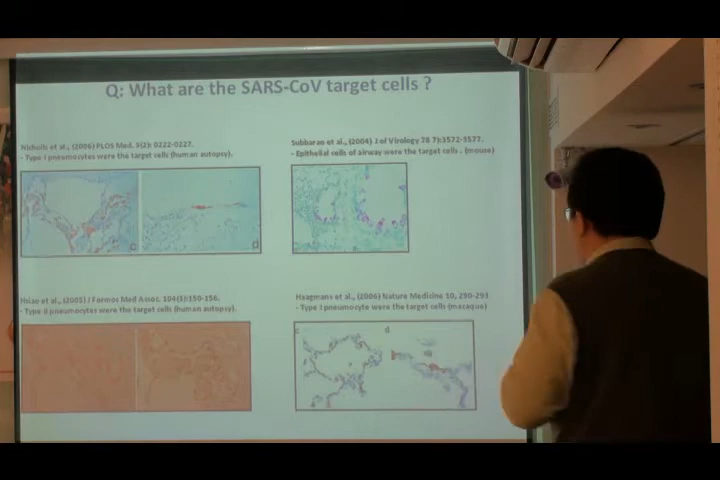 Q: What are the SARS-CoV target cells ?
Nicholls et al., (2006) PLOS Med. 3(2): 0222-0227.
- Type I pneumocytes were the target cells (human autopsy).
Subbarao et al., (2004) J of Virology 78 7):3572-3577.
- Epithelial cells of airway were the target cells . (mouse)
c
d
Hsiao et al., (2005) J Formos Med Assoc. 104(3):150-156.
- Type II pneumocytes were the target cells (human autopsy).
Haagmans et al., (2006) Nature Medicine 10, 290-293
- Type I pneumocyte were the target cells (macaque)
c
d